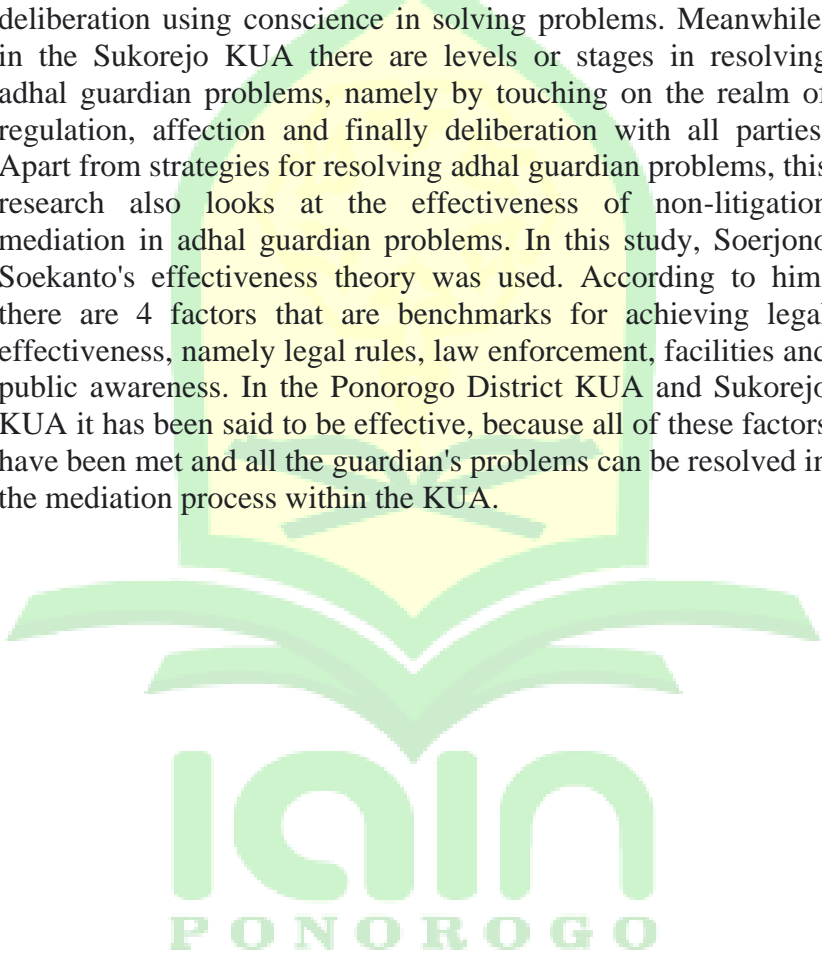 deliberation using conscience in solving problems. Meanwhile
in the Sukorejo KUA there are levels or stages in resolving
adhal guardian problems, namely by touching on the realm of
regulation, affection and finally deliberation with all parties.
Apart from strategies for resolving adhal guardian problems, this
research also looks at the effectiveness of non-litigation
mediation in adhal guardian problems. In this study, Soerjono
Soekanto's effectiveness theory was used. According to him,
there are 4 factors that are benchmarks for achieving legal
effectiveness, namely legal rules, law enforcement, facilities and
public awareness. In the Ponorogo District KUA and Sukorejo
KUA it has been said to be effective, because all of these factors
have been met and all the guardian's problems can be resolved in
the mediation process within the KUA.
iain
PONOROGO